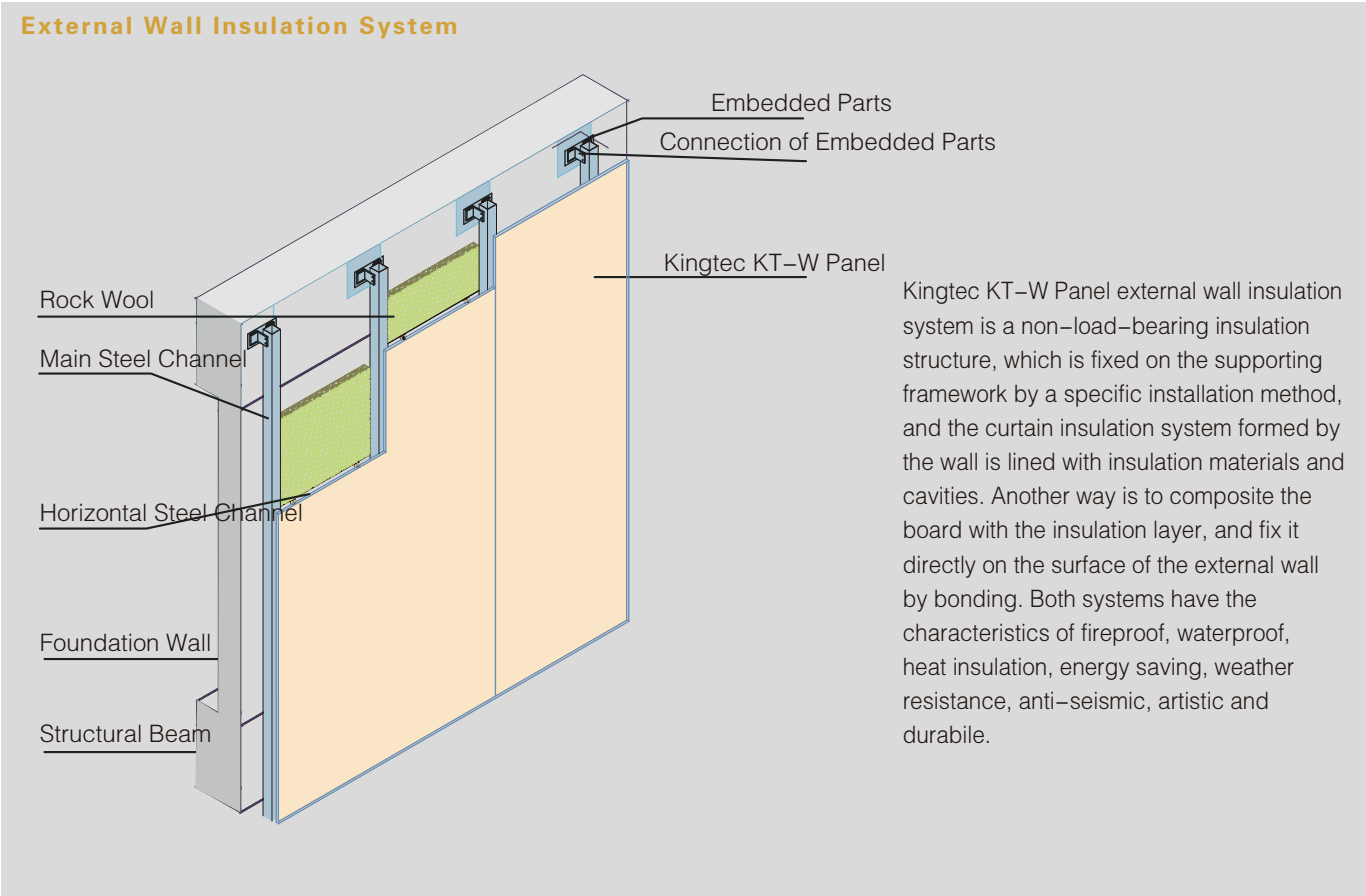 External Wall Insulation System
Embedded Parts
Connection of Embedded Parts
Kingtec KT–W Panel
Rock Wool
Main Steel Channel
Horizontal Steel Channel
Foundation Wall
Structural Beam
Kingtec KT–W Panel external wall insulation
system is a non–load–bearing insulation
structure, which is fixed on the supporting
framework by a specific installation method,
and the curtain insulation system formed by
the wall is lined with insulation materials and
cavities. Another way is to composite the
board with the insulation layer, and fix it
directly on the surface of the external wall
by bonding. Both systems have the
characteristics of fireproof, waterproof,
heat insulation, energy saving, weather
resistance, anti–seismic, artistic and
durabile.